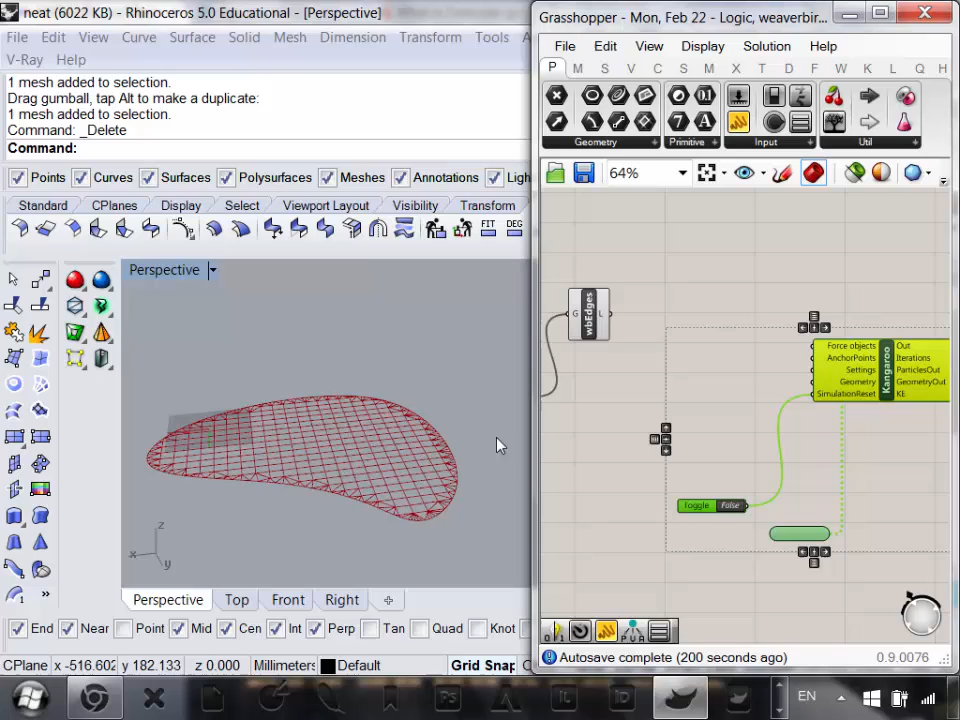 neat (6022 KB) - Rhinoceros 5.0 Educational - [Perspective]
File Edit View Curve Surface Solid Mesh Dimension Transform Tools
V-Ray Help
1 mesh added to selection.
Drag gumball, tap Alt to make a duplicate:
1 mesh added to selection.
Command: _Delete
Command:
Points Curves Surfaces Polysurfaces Meshes Annotations Ligh
Standard CPlanes Display Select Viewport Layout Visibility Transform
FIT DEG
Perspective
z
x
y
Perspective Top Front Right
End Near Point Mid Cen Int Perp Tan Quad Knot
CPlane x -516.602 y 182.133 z 0.000 Millimeters Default Grid Snap
Grasshopper - Mon, Feb 22 - Logic, weaverbir...
File Edit View Display Solution Help
P M S V C S M X T D F W K L Q H
Geometry Primitive Input Util
64%
G wbEdges L
Force objects
AnchorPoints
Settings
Geometry
SimulationReset
Kangaroo
Out
Iterations
ParticlesOut
GeometryOut
KE
Toggle False
Autosave complete (200 seconds ago) 0.9.0076
Ps IL ID EN